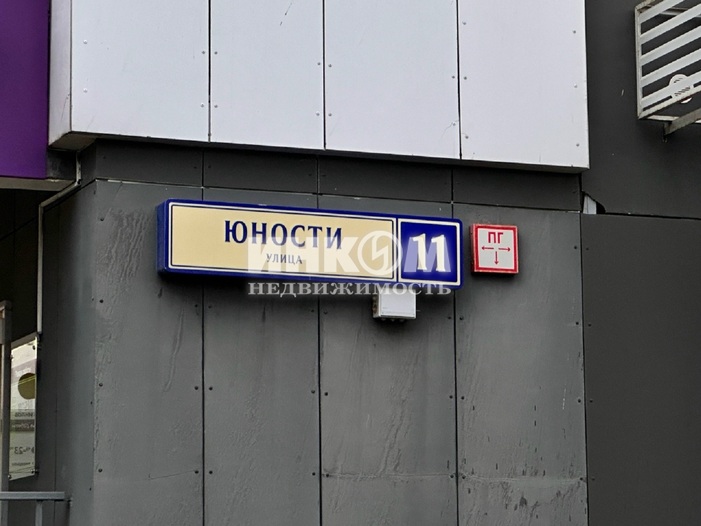 ЮНОСТИ
УЛИЦА
11
ПГ
ИНКОМ
НЕДВИЖИМОСТЬ